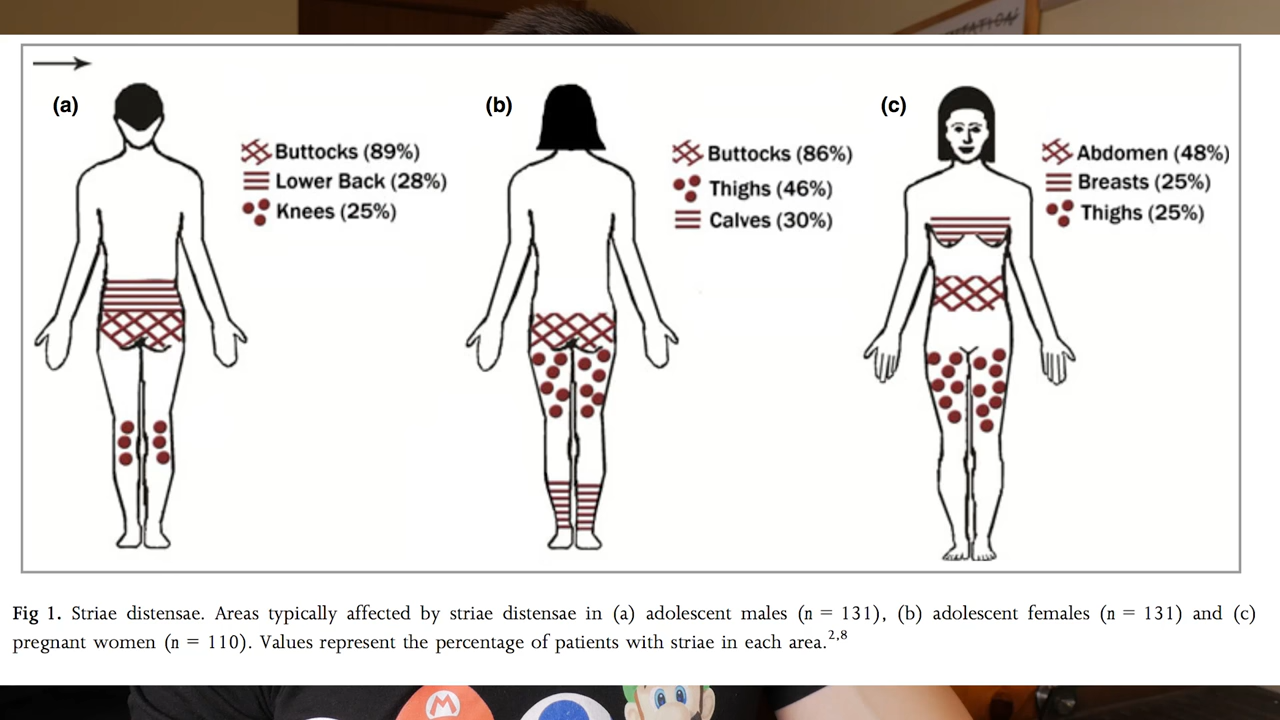 (a)
Buttocks (89%)
Lower Back (28%)
Knees (25%)
(b)
Buttocks (86%)
Thighs (46%)
Calves (30%)
(c)
Abdomen (48%)
Breasts (25%)
Thighs (25%)
Fig 1. Striae distensae. Areas typically affected by striae distensae in (a) adolescent males (n = 131), (b) adolescent females (n = 131) and (c)
pregnant women (n = 110). Values represent the percentage of patients with striae in each area.2,8
M